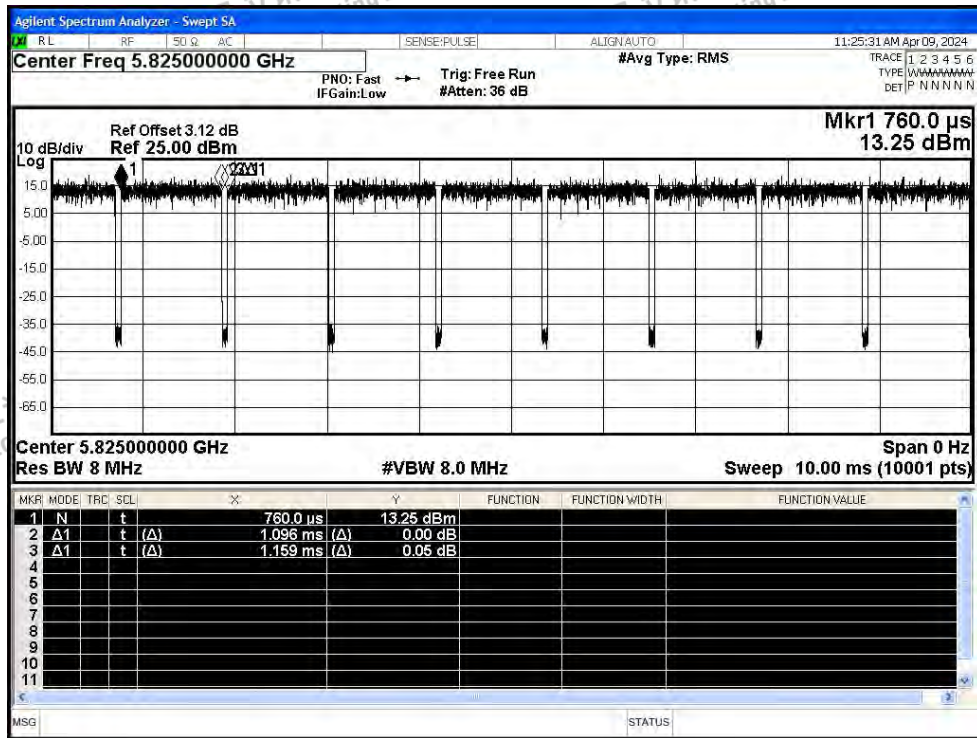 Agilent Spectrum Analyzer - Swept SA
LXI RL RF 50 Ω AC SENSE:PULSE ALIGN AUTO 11:25:31 AM Apr 09, 2024
Center Freq 5.825000000 GHz #Avg Type: RMS TRACE 1 2 3 4 5 6
PNO: Fast Trig: Free Run TYPE
IFGain:Low #Atten: 36 dB DET P N N N N N
Ref Offset 3.12 dB Mkr1 760.0 µs
10 dB/div Ref 25.00 dBm 13.25 dBm
Log
1
15.0
5.00
-5.00
-15.0
-25.0
-35.0
-45.0
-55.0
-65.0
Center 5.825000000 GHz Span 0 Hz
Res BW 8 MHz #VBW 8.0 MHz Sweep 10.00 ms (10001 pts)
MKR MODE TRC SCL X Y FUNCTION FUNCTION WIDTH FUNCTION VALUE
1 N t 760.0 µs 13.25 dBm
2 Δ1 t (Δ) 1.096 ms (Δ) 0.00 dB
3 Δ1 t (Δ) 1.159 ms (Δ) 0.05 dB
4
5
6
7
8
9
10
11
MSG STATUS